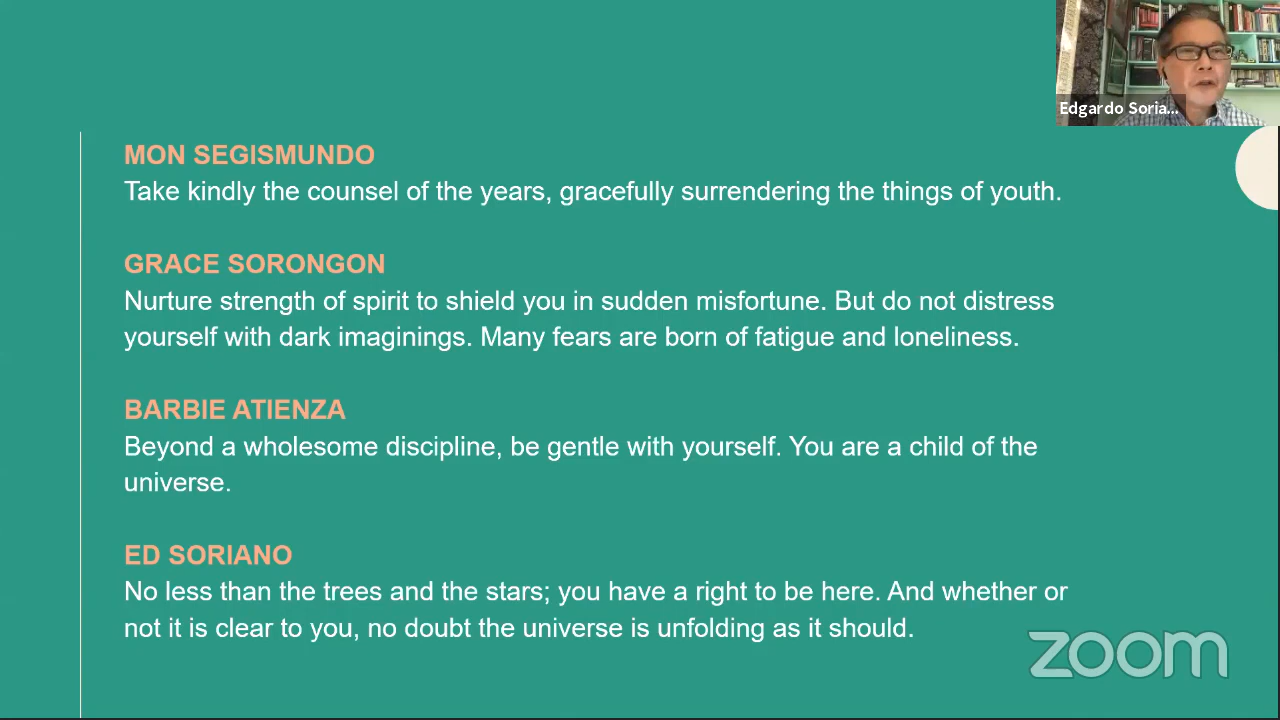 Edgardo Soria...
MON SEGISMUNDO
Take kindly the counsel of the years, gracefully surrendering the things of youth.
GRACE SORONGON
Nurture strength of spirit to shield you in sudden misfortune. But do not distress
yourself with dark imaginings. Many fears are born of fatigue and loneliness.
BARBIE ATIENZA
Beyond a wholesome discipline, be gentle with yourself. You are a child of the
universe.
ED SORIANO
No less than the trees and the stars; you have a right to be here. And whether or
not it is clear to you, no doubt the universe is unfolding as it should.
zoom